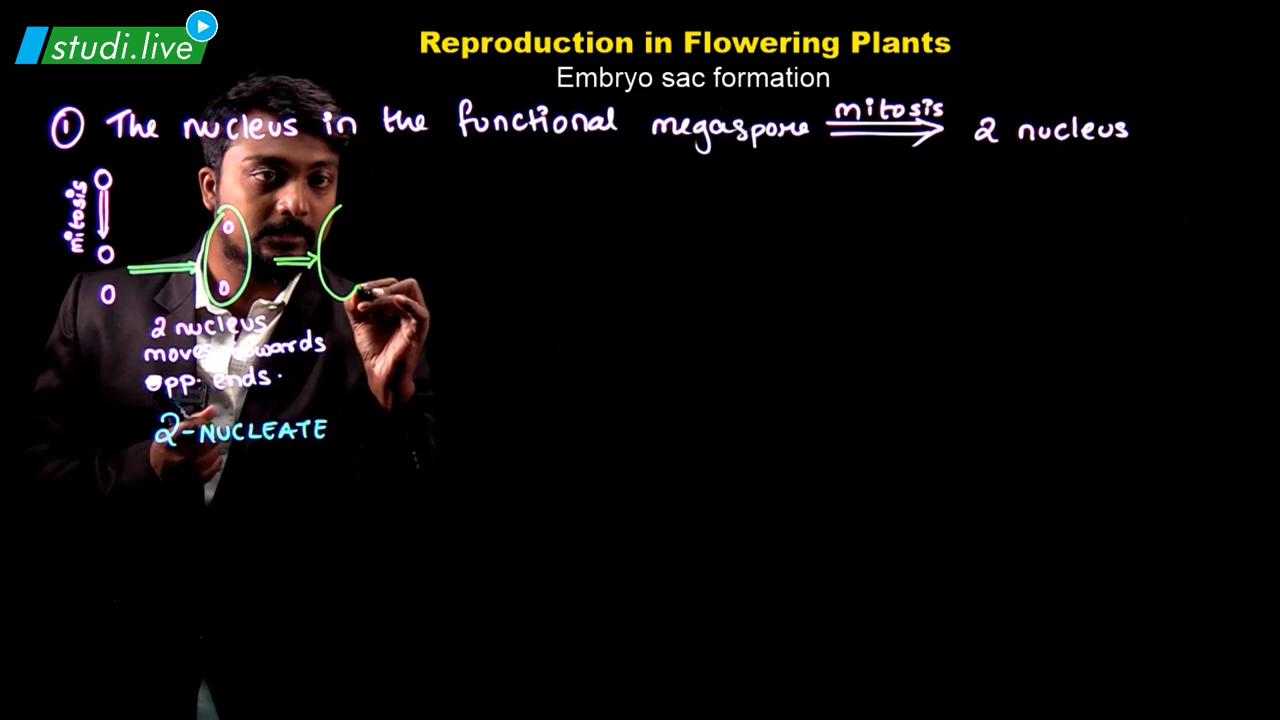 studi.live
Reproduction in Flowering Plants
Embryo sac formation
① The nucleus in the functional megaspore mitosis 2 nucleus
mitosis
2 nucleus
moves towards
opp. ends.
2-NUCLEATE